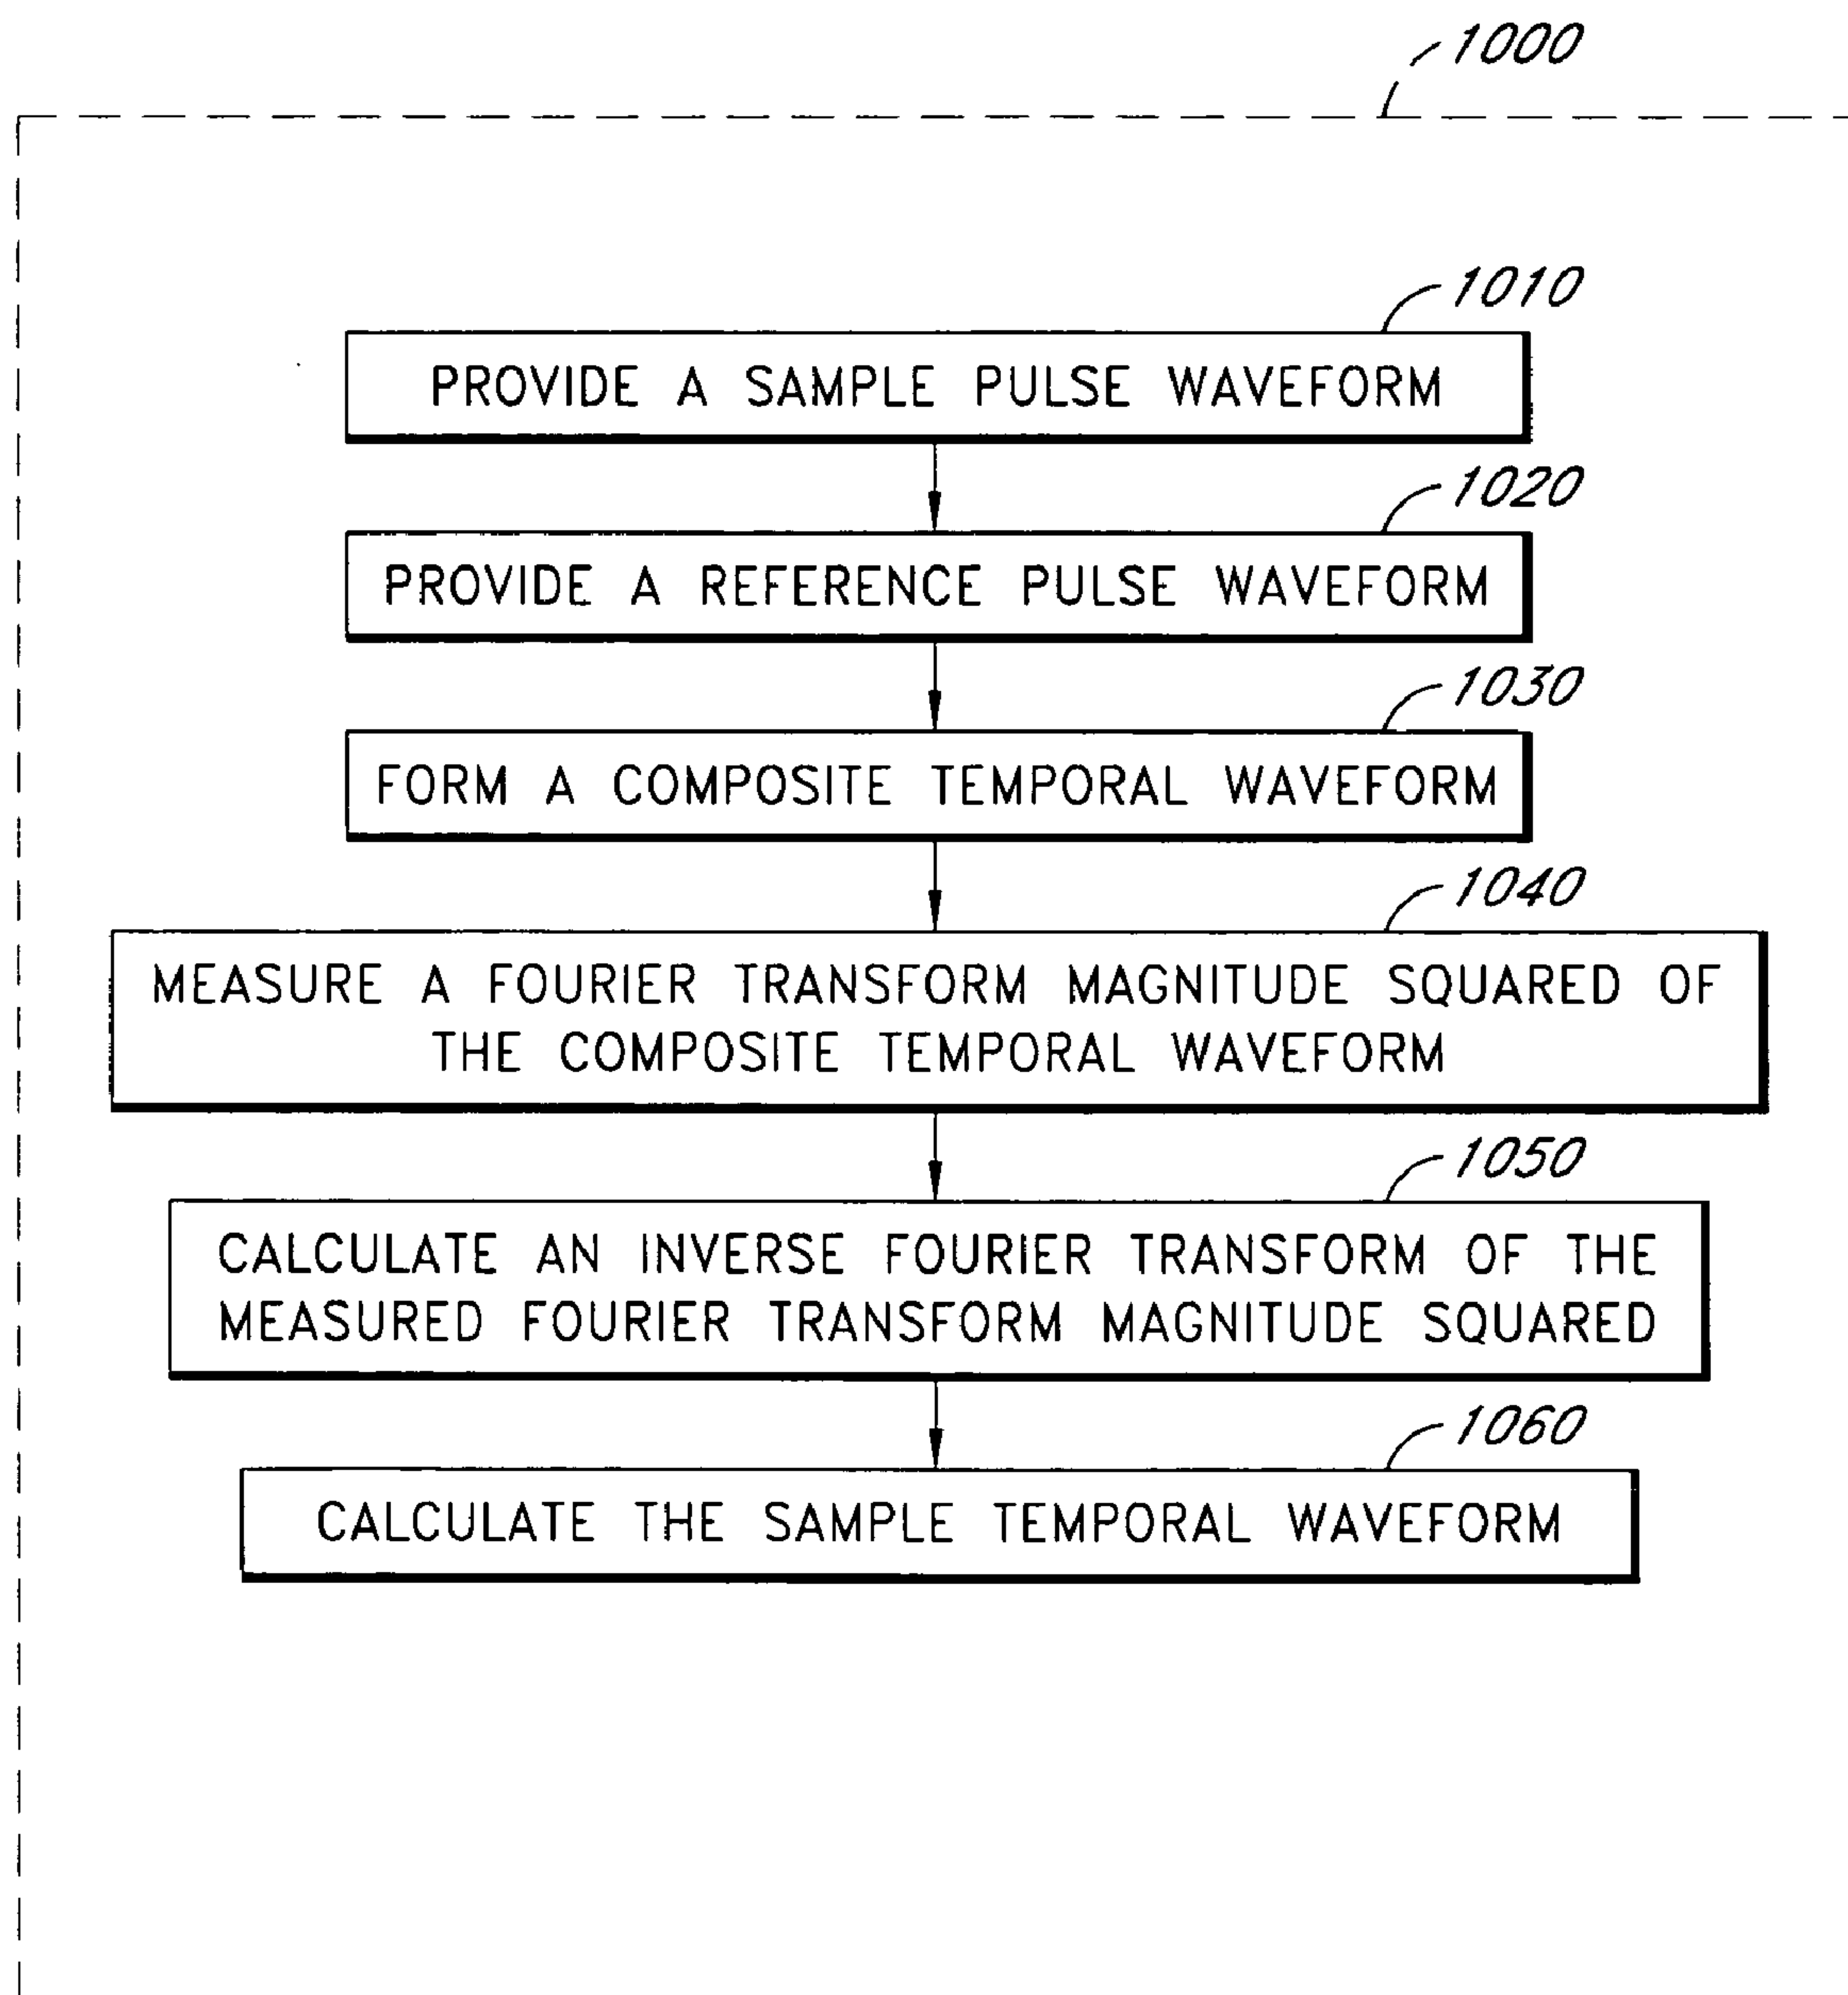 1000
1010
PROVIDE A SAMPLE PULSE WAVEFORM
1020
PROVIDE A REFERENCE PULSE WAVEFORM
1030
FORM A COMPOSITE TEMPORAL WAVEFORM
1040
MEASURE A FOURIER TRANSFORM MAGNITUDE SQUARED OF
THE COMPOSITE TEMPORAL WAVEFORM
1050
CALCULATE AN INVERSE FOURIER TRANSFORM OF THE
MEASURED FOURIER TRANSFORM MAGNITUDE SQUARED
1060
CALCULATE THE SAMPLE TEMPORAL WAVEFORM